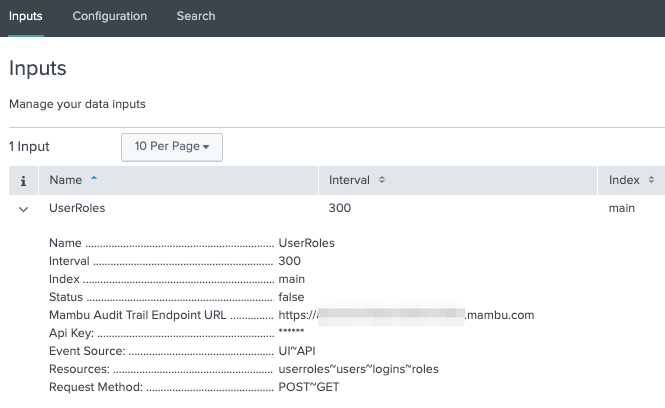 Inputs Configuration Search
Inputs
Manage your data inputs
1 Input 10 Per Page
i Name Interval Index
UserRoles 300 main
Name ................................................................ UserRoles
Interval .............................................................. 300
Index .................................................................. main
Status ................................................................ false
Mambu Audit Trail Endpoint URL ............... https:// .mambu.com
Api Key: ............................................................. ******
Event Source: .................................................. UI~API
Resources: ....................................................... userroles~users~logins~roles
Request Method: ............................................ POST~GET